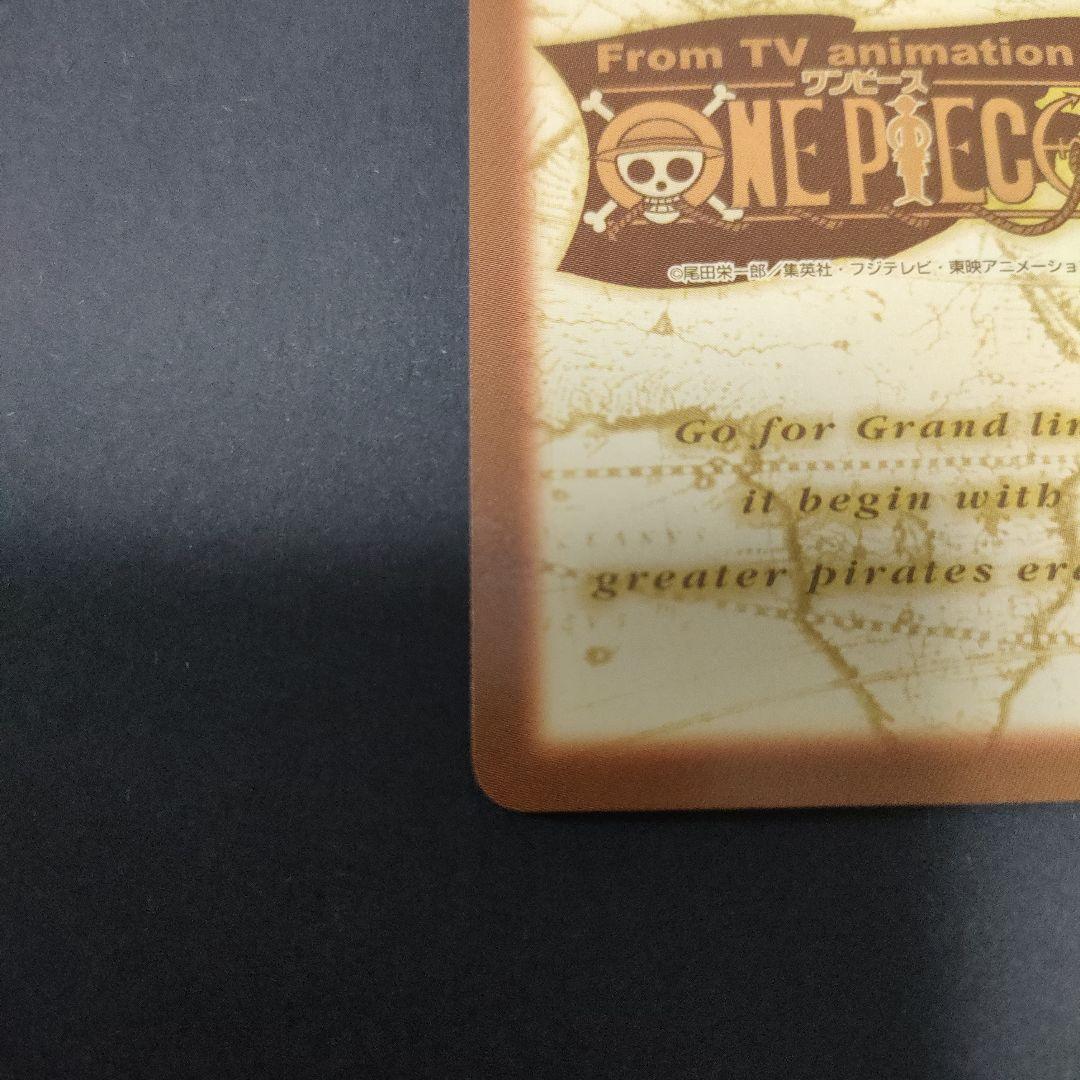 From TV animation
ワンピース
ONE PIECE
©尾田栄一郎／集英社・フジテレビ・東映アニメーショ
Go for Grand lin
it begin with
greater pirates era